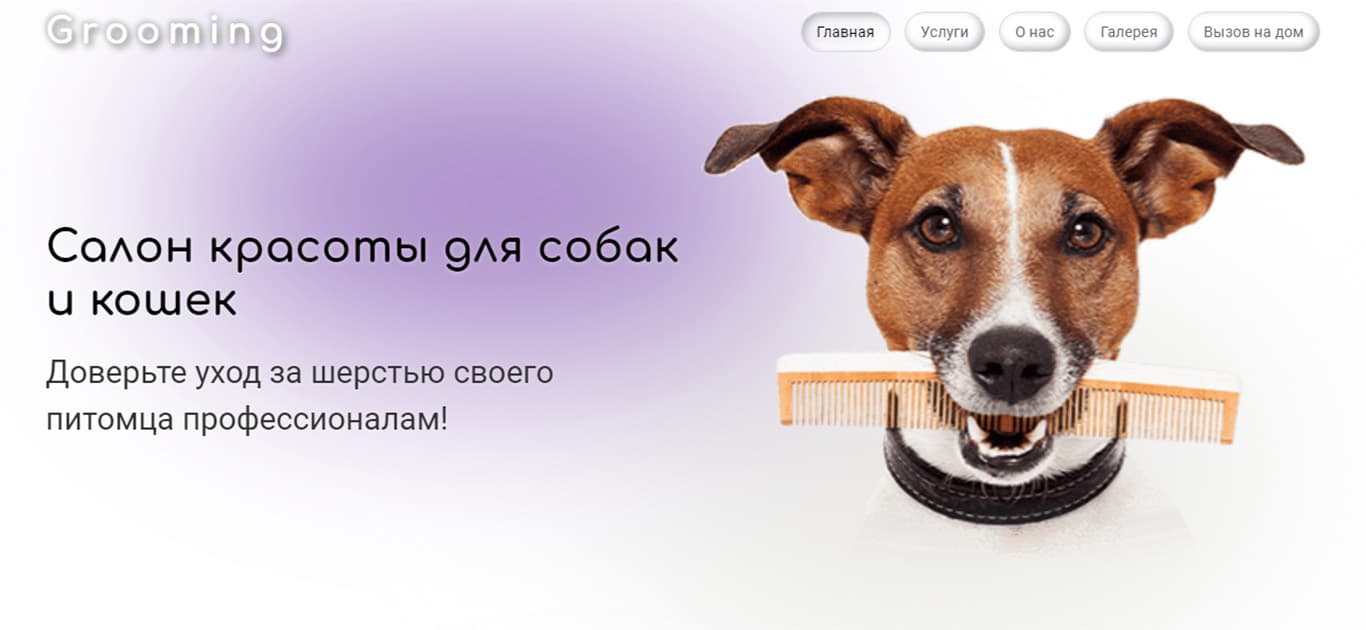 Grooming
Главная
Услуги
О нас
Галерея
Вызов на дом
Салон красоты для собак
и кошек
Доверьте уход за шерстью своего
питомца профессионалам!